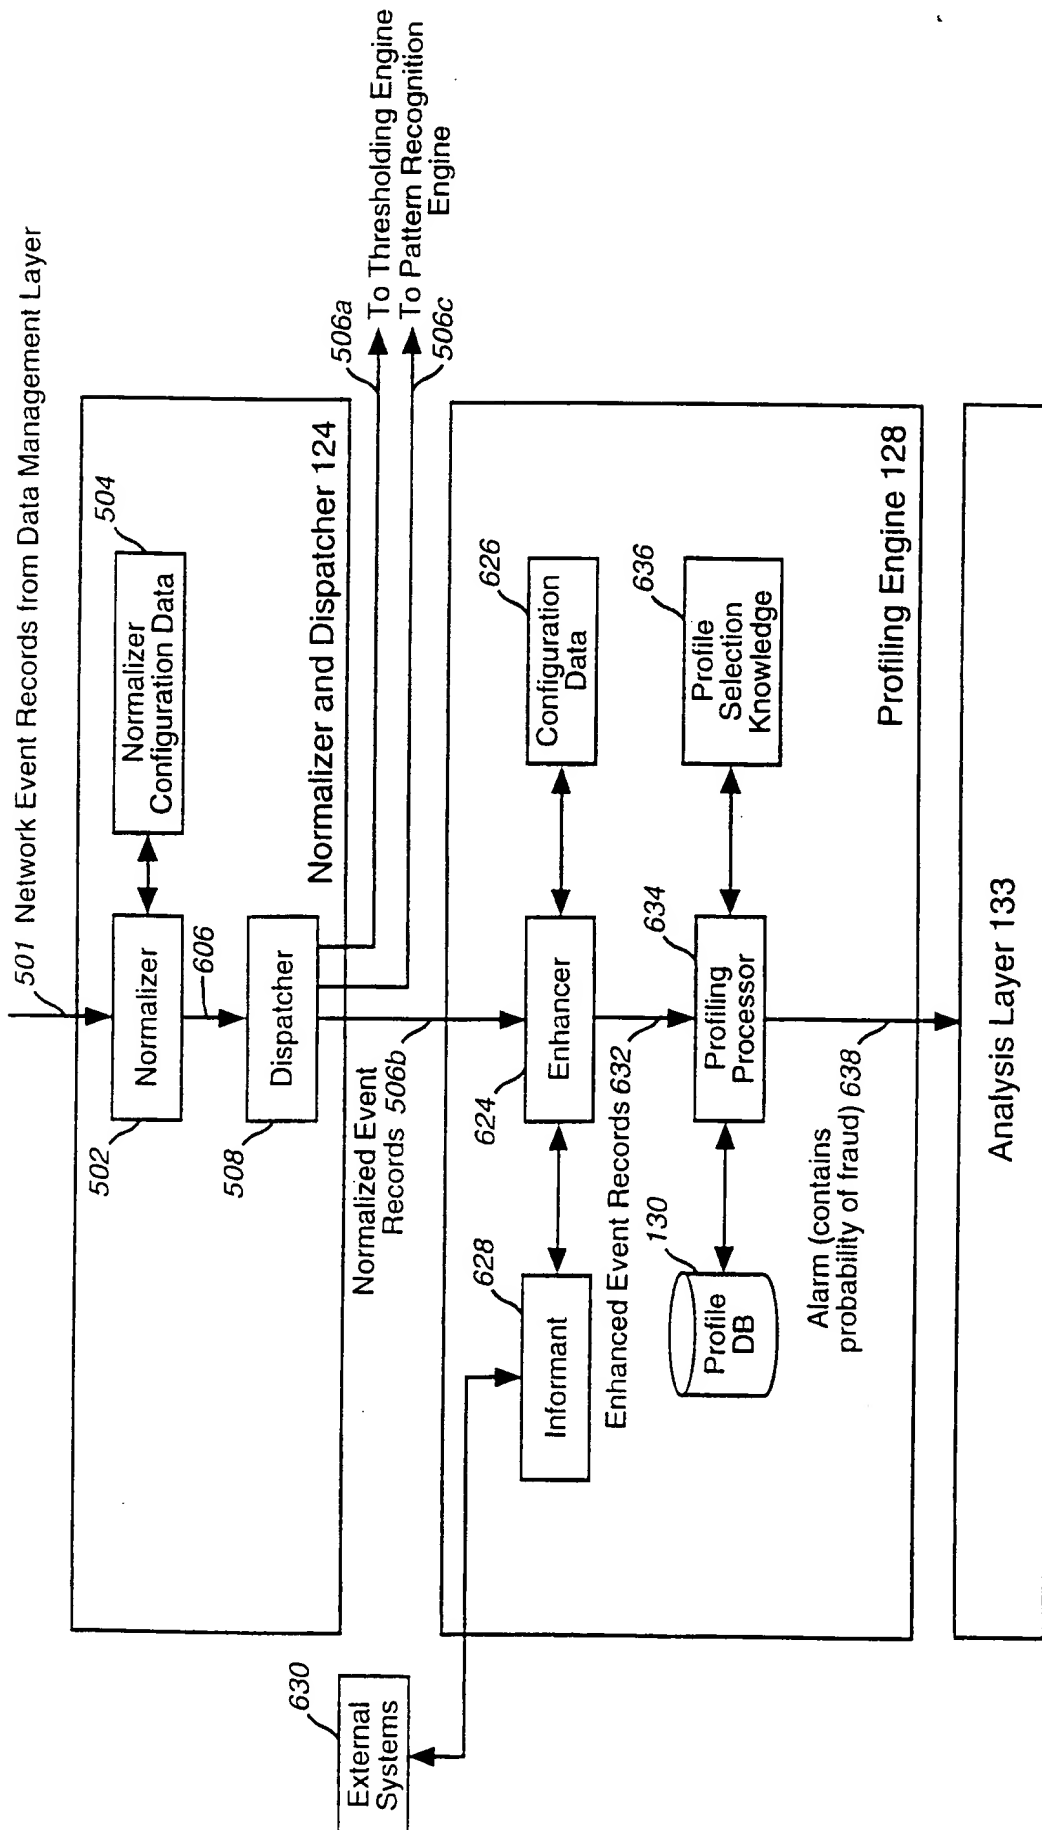 501 Network Event Records from Data Management Layer
504
Normalizer
Configuration Data
Normalizer
502
606
Dispatcher
508
Normalizer and Dispatcher 124
506a
To Thresholding Engine
To Pattern Recognition
Engine
506c
Normalized Event
Records 506b
630
External
Systems
628
Informant
624
Enhancer
626
Configuration
Data
Enhanced Event Records 632
130
Profile
DB
634
Profiling
Processor
636
Profile
Selection
Knowledge
Alarm (contains
probability of fraud) 638
Profiling Engine 128
Analysis Layer 133